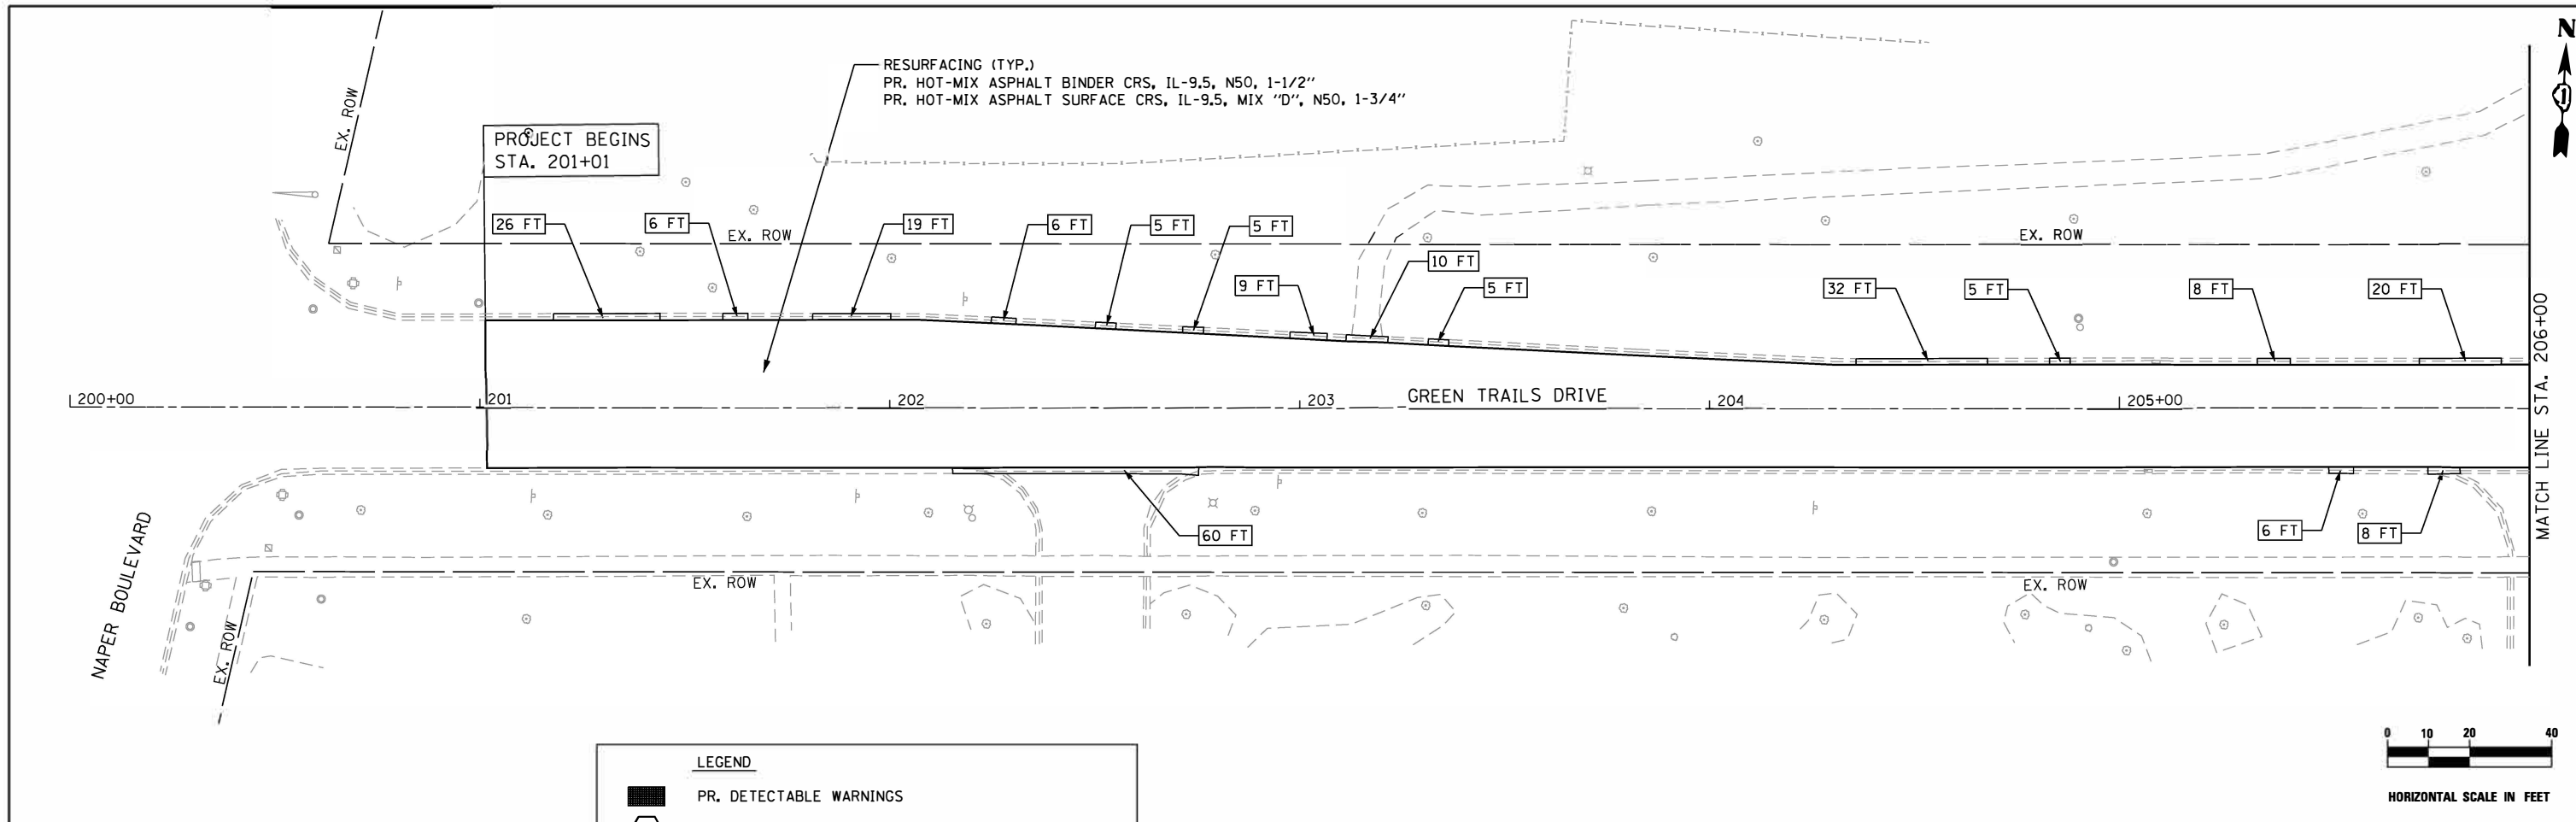 N
RESURFACING (TYP.)
PR. HOT-MIX ASPHALT BINDER CRS, IL-9.5, N50, 1-1/2"
PR. HOT-MIX ASPHALT SURFACE CRS, IL-9.5, MIX "D", N50, 1-3/4"
EX. ROW
PROJECT BEGINS
STA. 201+01
26 FT
6 FT
EX. ROW
19 FT
6 FT
5 FT
5 FT
9 FT
10 FT
5 FT
EX. ROW
32 FT
5 FT
8 FT
20 FT
MATCH LINE STA. 206+00
200+00
201
202
203
GREEN TRAILS DRIVE
204
205+00
60 FT
6 FT
8 FT
NAPER BOULEVARD
EX. ROW
EX. ROW
EX. ROW
0 10 20 40
HORIZONTAL SCALE IN FEET
LEGEND
PR. DETECTABLE WARNINGS